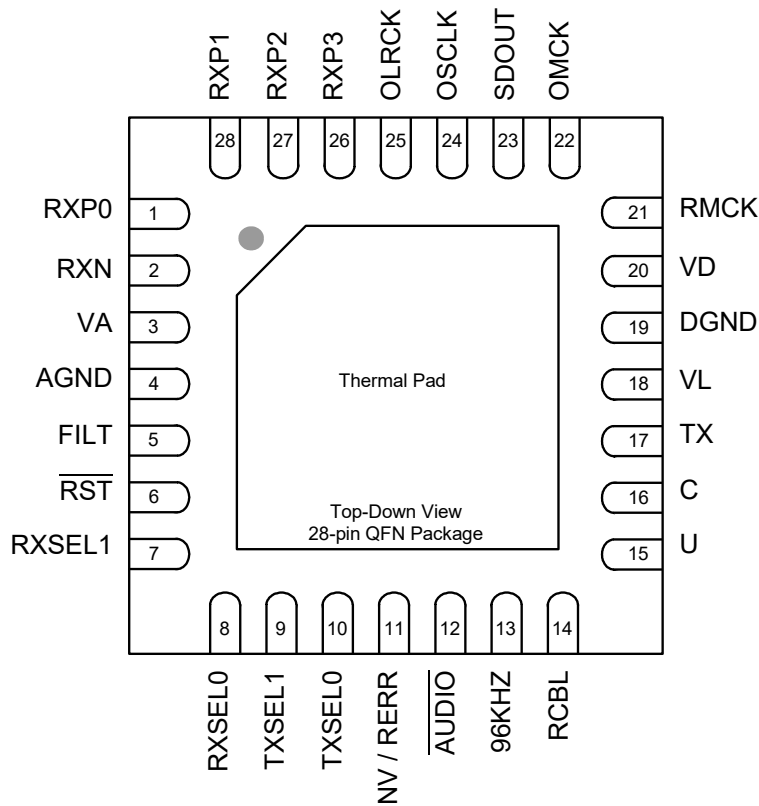 RXP1
RXP2
RXP3
OLRCK
OSCLK
SDOUT
OMCK
28
27
26
25
24
23
22
RXP0
1
RXN
2
VA
3
AGND
4
FILT
5
RST
6
RXSEL1
7
21
RMCK
20
VD
19
DGND
18
VL
17
TX
16
C
15
U
Thermal Pad
Top-Down View
28-pin QFN Package
8
9
10
11
12
13
14
RXSEL0
TXSEL1
TXSEL0
NV / RERR
AUDIO
96KHZ
RCBL